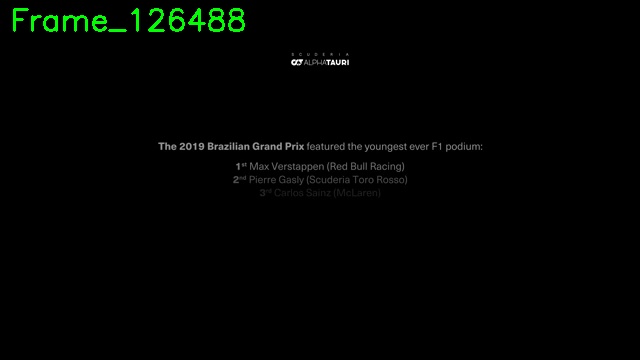 Frame_126488
SCUDERIA
ALPHATAURI
The 2019 Brazilian Grand Prix featured the youngest ever F1 podium:
1st Max Verstappen (Red Bull Racing)
2nd Pierre Gasly (Scuderia Toro Rosso)
3rd Carlos Sainz (McLaren)